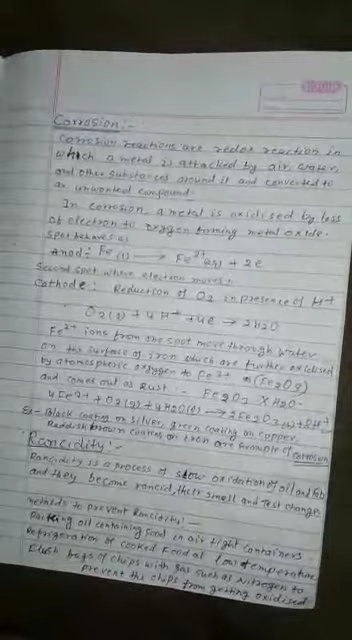 Corrosion:-
Corrosion reactions are redox reaction in
which a metal is attacked by air, water,
and other substances around it and converted to
an unwanted compound.
In corrosion, a metal is oxidised by loss
of electron to oxygen forming metal oxide.
Spot behaves as
Anod: Fe(s) → Fe²⁺(aq) + 2e
Second spot where electron moves.
Cathode: Reduction of O₂ in presence of H+
O₂(g) + 4H⁺ + 4e → 2H₂O
Fe²⁺ ions from the spot move through water
on the surface of iron which are further oxidised
by atomospheric oxygen to Fe³⁺ (Fe₂O₃)
and comes out as Rust :- Fe₂O₃ XH₂O.
4Fe²⁺ + O₂(g) + 4H₂O(l) → 2Fe₂O₃(s) + 8H⁺
Ex- Black coating on silver, green coating on copper,
Reddish brown coating on Iron are example of corrosion
Rancidity:-
Rancidity is a process of slow oxidation of oil and Fats
and they become rancid, their smell and Test changes
methods to prevent Rancidity:-
Packing oil containing Food in air tight containers
Refrigeration of cooked Food at low temperature
Flush bags of chips with gas such as Nitrogen to
prevent the chips from getting oxidised